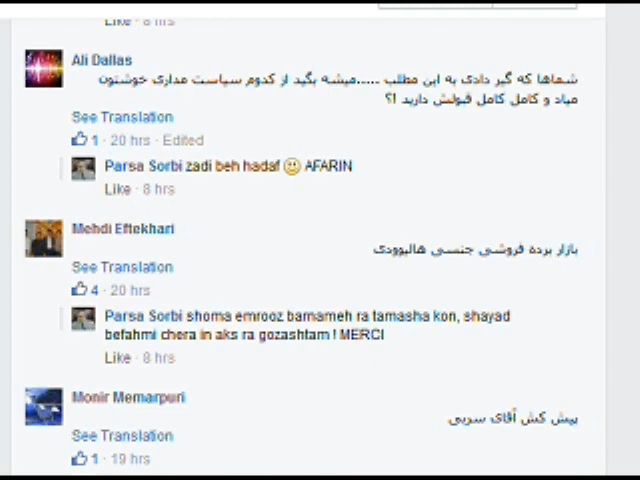 Like · 8 hrs
Ali Dallas
شماها که گیر دادی به این مطلب .....میشه بگید از کدوم سیاست مداری خوشتون
میاد و کامل کامل قبولش دارید !؟
See Translation
1 · 20 hrs · Edited
Parsa Sorbi zadi beh hadaf 🙂 AFARIN
Like · 8 hrs
Mehdi Eftekhari
بازار برده فروشی جنسی هالیوودی
See Translation
4 · 20 hrs
Parsa Sorbi shoma emrooz barnameh ra tamasha kon, shayad
befahmi chera in aks ra gozashtam ! MERCI
Like · 8 hrs
Monir Memarpuri
پیش کش آقای سربی
See Translation
1 · 19 hrs